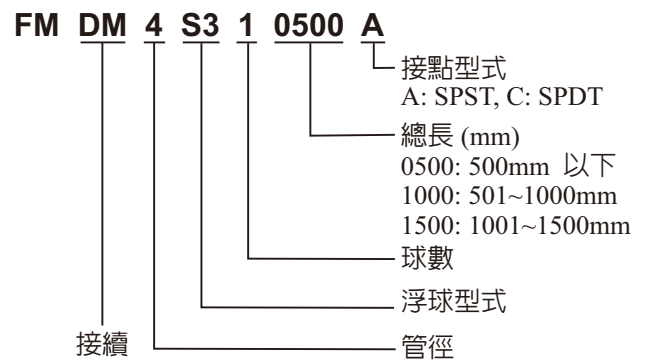 FM DM 4 S3 1 0500 A
接點型式
A: SPST, C: SPDT
總長 (mm)
0500: 500mm 以下
1000: 501~1000mm
1500: 1001~1500mm
球數
浮球型式
接續
管徑